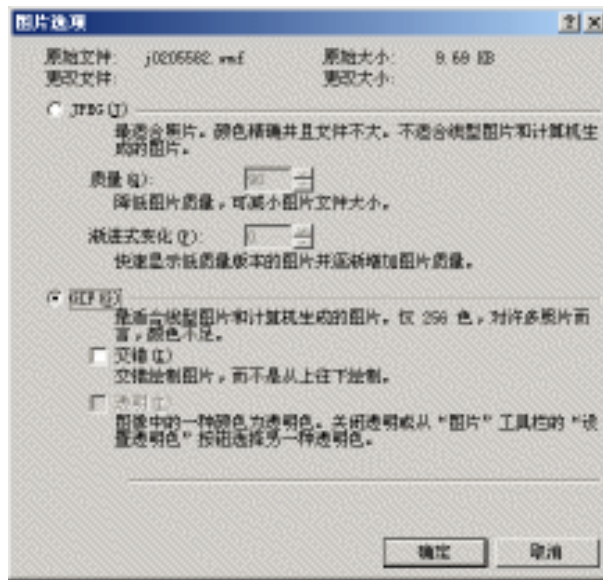 图片选项
原始文件: j0205582.wmf 原始大小: 9.69 KB
更改文件: 更改大小:
JPEG(J)
最适合照片。颜色精确并且文件不大。不适合线型图片和计算机生
成的图片。
质量(Q): 90
降低图片质量，可减小图片文件大小。
渐进式变化(P): 0
快速显示低质量版本的图片并逐渐增加图片质量。
GIF(G)
最适合线型图片和计算机生成的图片。仅 256 色，对许多照片而
言，颜色不足。
交错(I)
交错绘制图片，而不是从上往下绘制。
透明(T)
图像中的一种颜色为透明色。关闭透明或从“图片”工具栏的“设
置透明色”按钮选择另一种透明色。
确定 取消